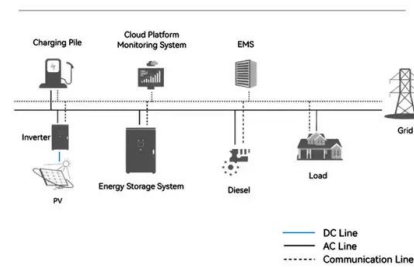 Charging Pile
Cloud Platform
Monitoring System
EMS
Grid
Inverter
PV
Energy Storage System
Diesel
Load
DC Line
AC Line
Communication Line